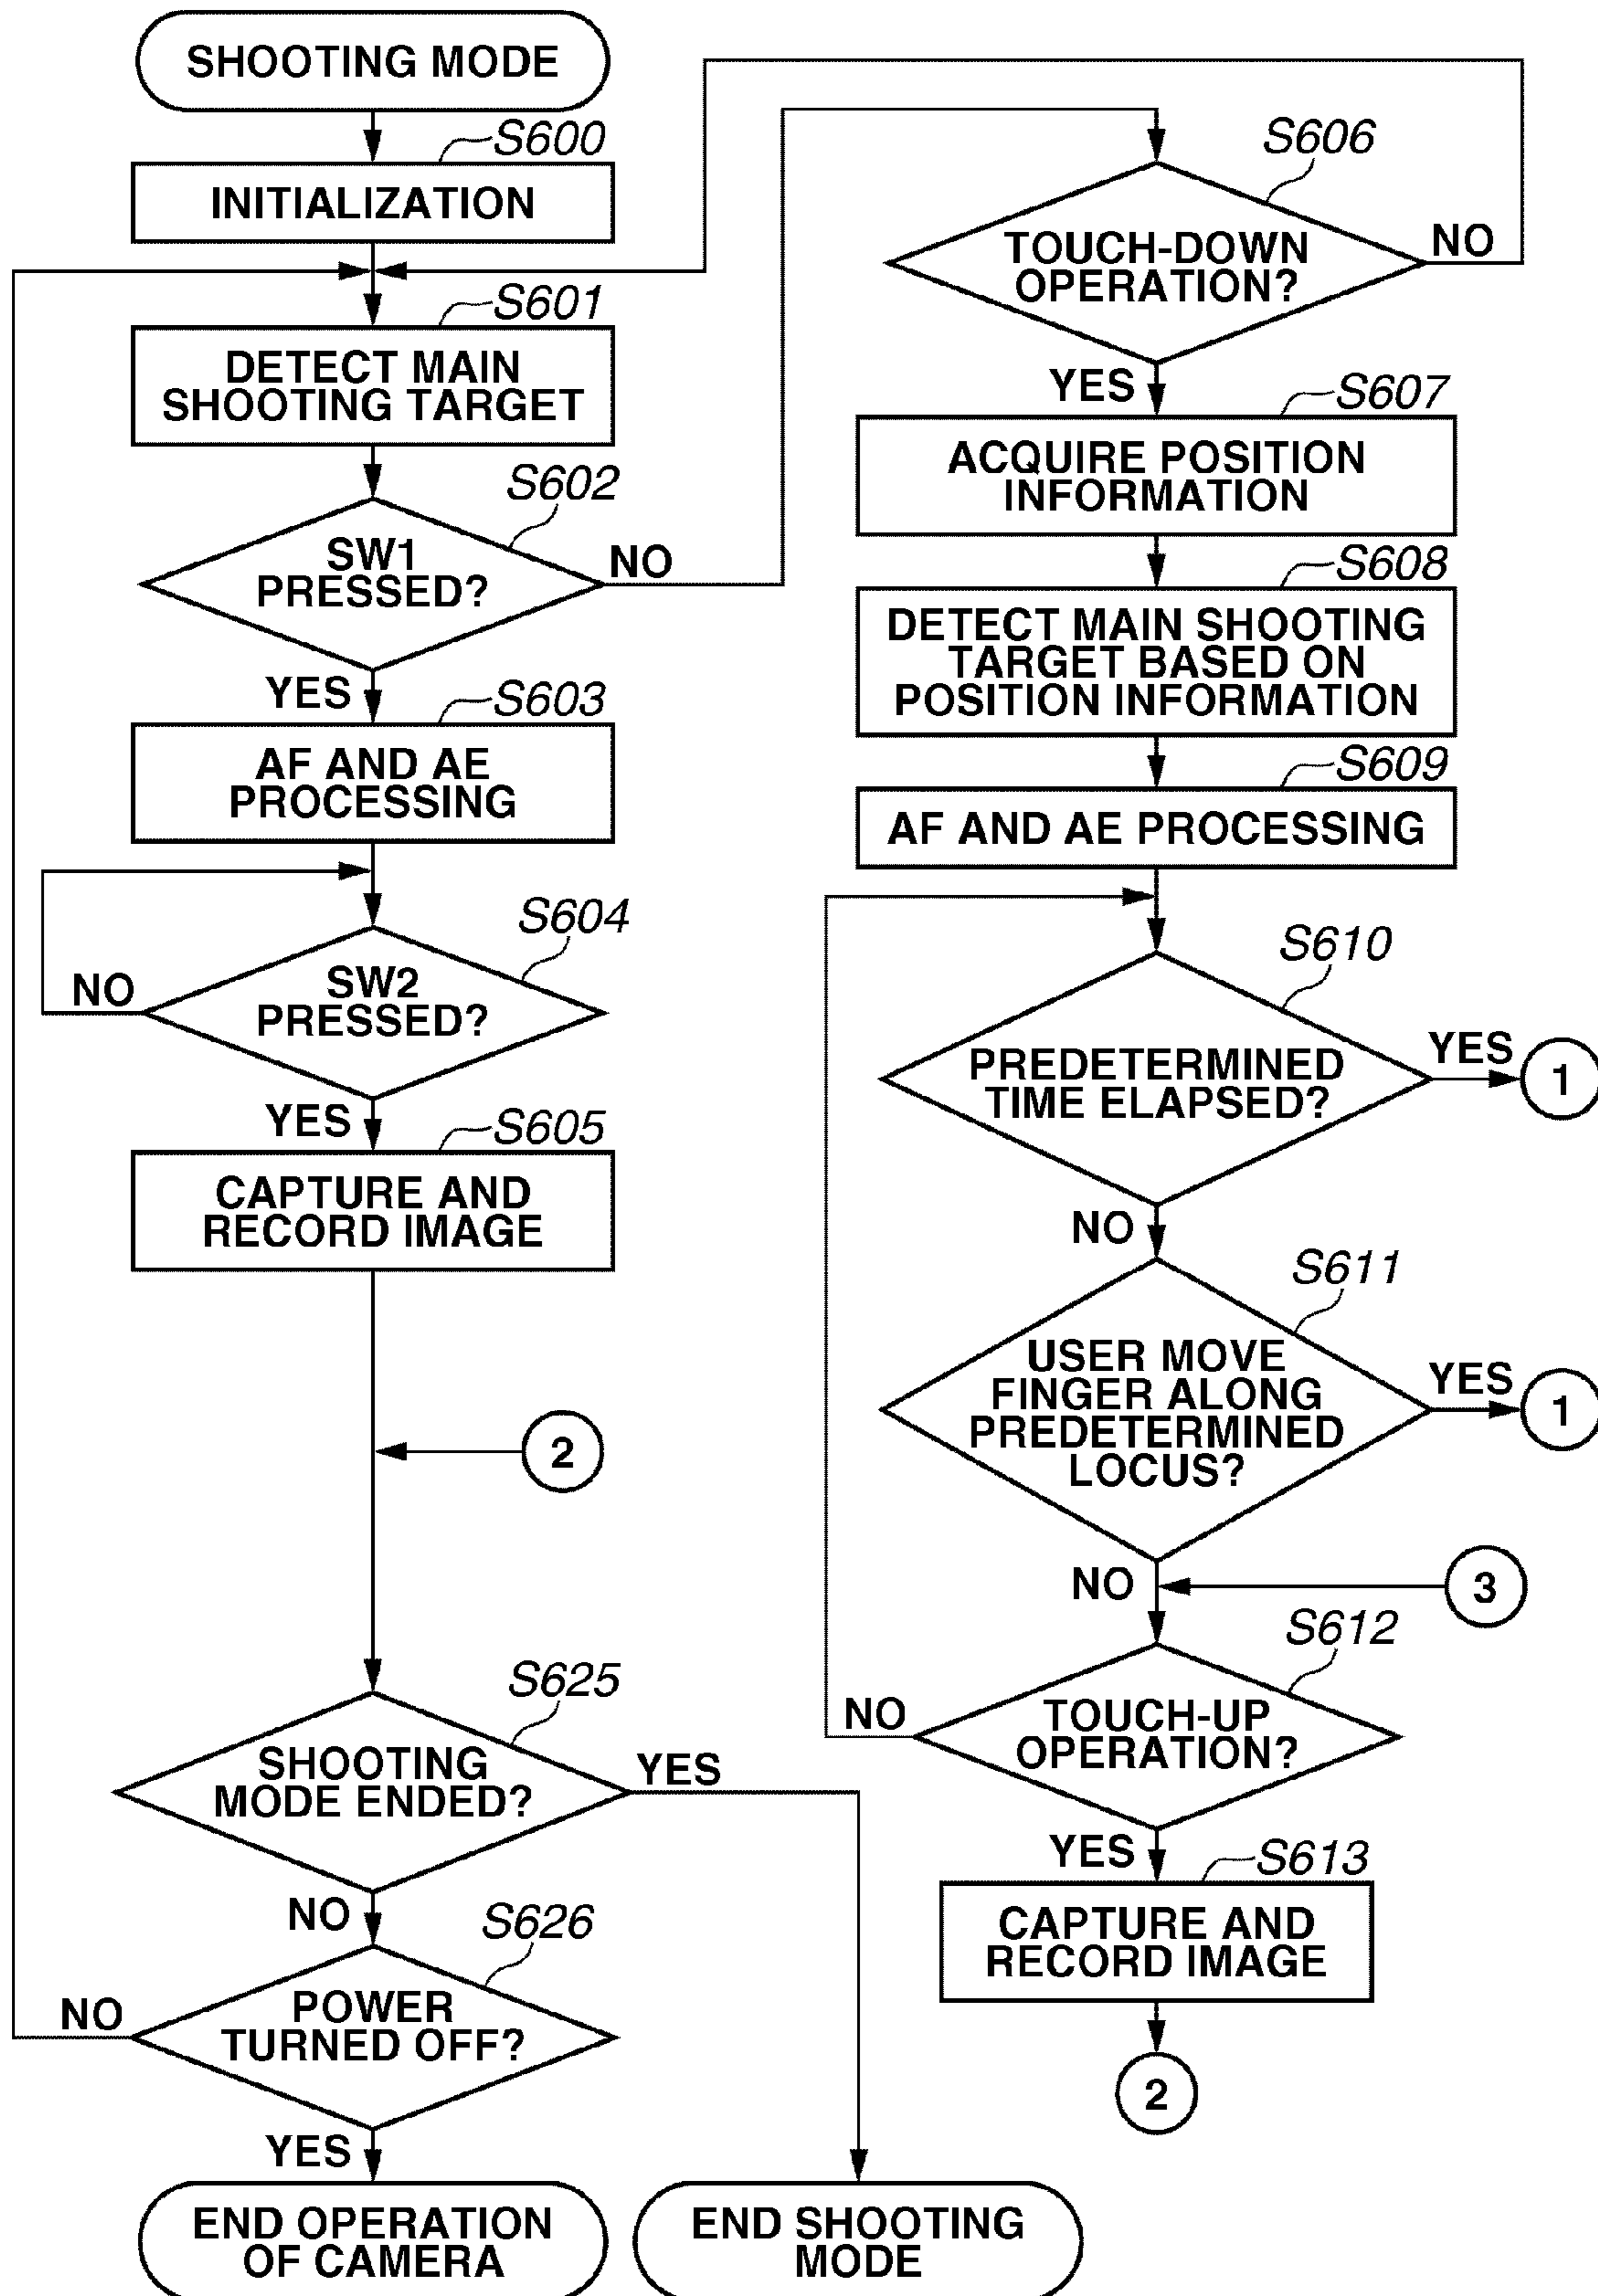 SHOOTING MODE
S600
INITIALIZATION
S601
DETECT MAIN
SHOOTING TARGET
S602
SW1
PRESSED?
NO
YES
S603
AF AND AE
PROCESSING
S604
SW2
PRESSED?
NO
YES
S605
CAPTURE AND
RECORD IMAGE
2
S625
SHOOTING
MODE ENDED?
YES
NO
S626
POWER
TURNED OFF?
NO
YES
END OPERATION
OF CAMERA
END SHOOTING
MODE
S606
TOUCH-DOWN
OPERATION?
NO
YES
S607
ACQUIRE POSITION
INFORMATION
S608
DETECT MAIN SHOOTING
TARGET BASED ON
POSITION INFORMATION
S609
AF AND AE PROCESSING
S610
PREDETERMINED
TIME ELAPSED?
YES
1
NO
S611
USER MOVE
FINGER ALONG
PREDETERMINED
LOCUS?
YES
1
NO
3
S612
TOUCH-UP
OPERATION?
NO
YES
S613
CAPTURE AND
RECORD IMAGE
2